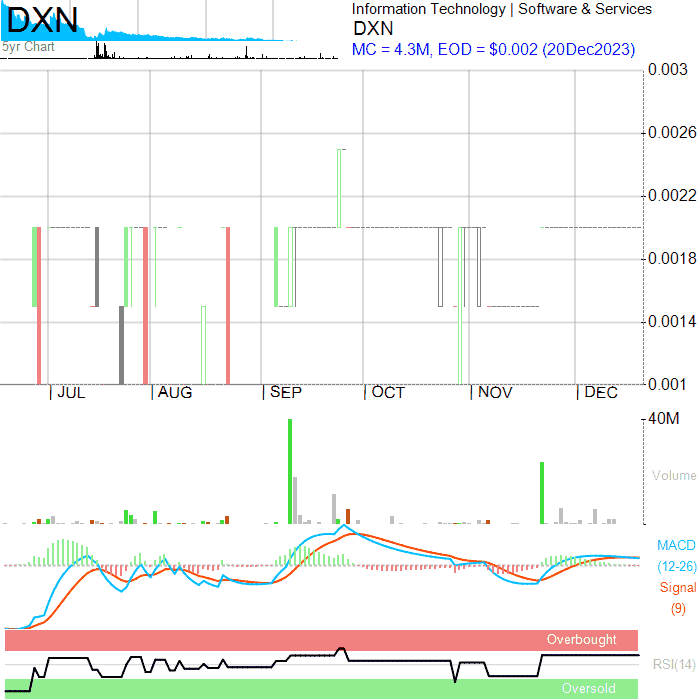 DXN
5yr Chart
Information Technology | Software & Services
DXN
MC = 4.3M, EOD = $0.002 (20Dec2023)
0.003
0.0026
0.0022
0.0018
0.0014
0.001
JUL
AUG
SEP
OCT
NOV
DEC
40M
Volume
MACD
(12-26)
Signal
(9)
Overbought
RSI(14)
Oversold